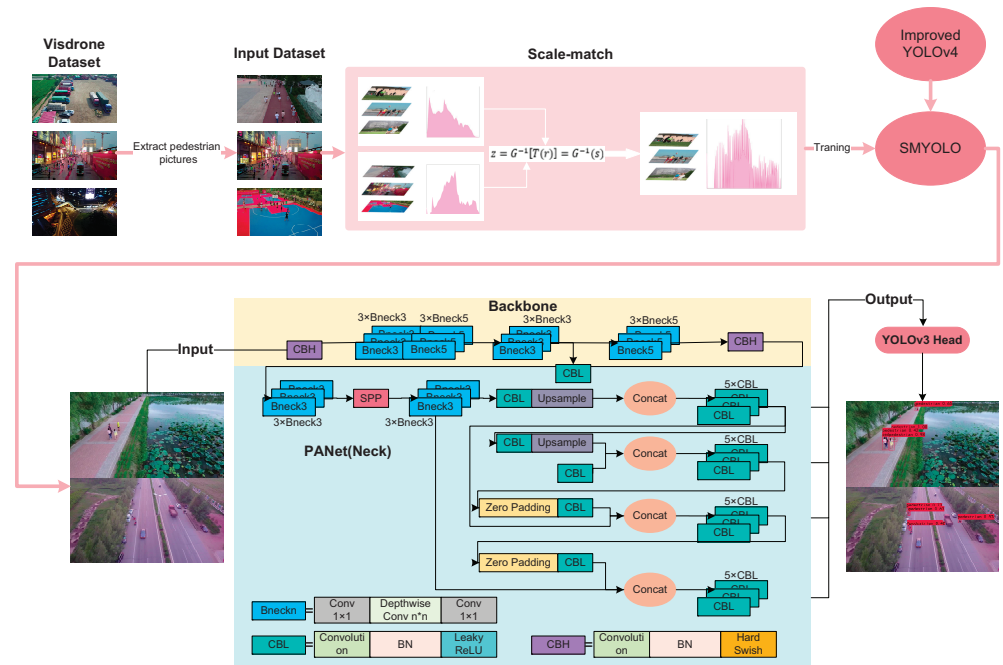 Visdrone
Dataset
Input Dataset
Scale-match
Improved
YOLOv4
Extract pedestrian
pictures
z = G⁻¹[T(r)] = G⁻¹(s)
Traning
SMYOLO
Backbone
Output
3×Bneck3
3×Bneck5
3×Bneck3
3×Bneck5
Input
CBH
Bneck3
Bneck5
Bneck3
Bneck5
CBH
YOLOv3 Head
CBL
Bneck3
SPP
Bneck3
CBL
Upsample
Concat
5×CBL
CBL
CBL
3×Bneck3
3×Bneck3
PANet(Neck)
CBL
Upsample
CBL
Concat
5×CBL
CBL
CBL
Zero Padding
CBL
Concat
5×CBL
CBL
CBL
Zero Padding
CBL
Concat
5×CBL
CBL
CBL
Bneckn
=
Conv
1×1
Depthwise
Conv n*n
Conv
1×1
CBL
=
Convoluti
on
BN
Leaky
ReLU
CBH
=
Convoluti
on
BN
Hard
Swish